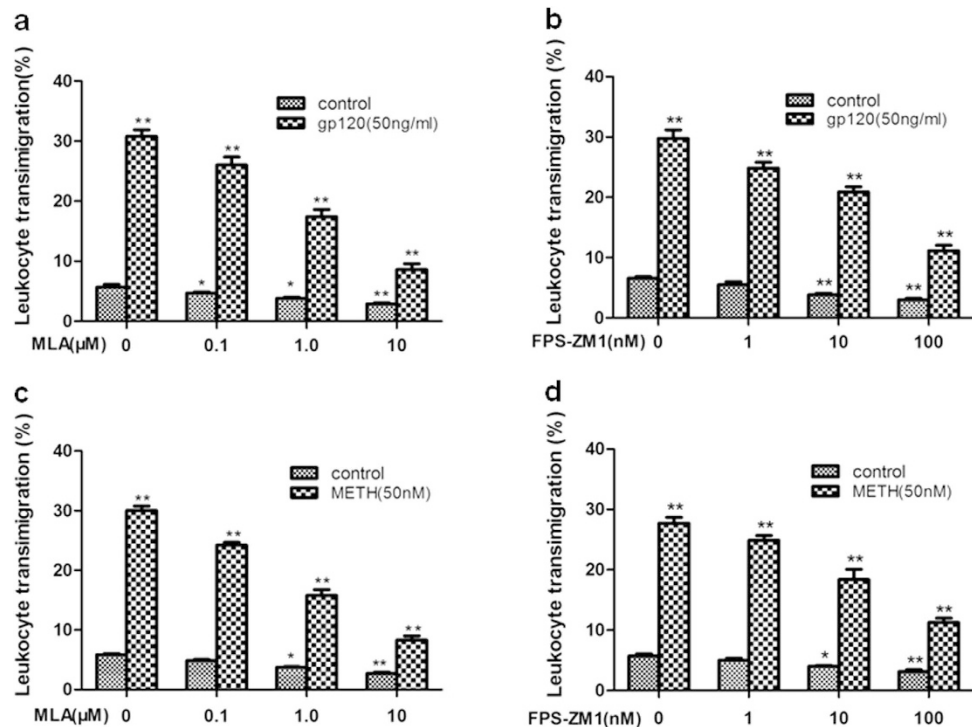 a
Leukocyte transimigration(%)
40
30
20
10
0
control
gp120(50ng/ml)
**
**
*
**
*
**
MLA(µM) 0 0.1 1.0 10
b
Leukocyte transimigration (%)
40
30
20
10
0
control
gp120(50ng/ml)
**
**
**
**
**
**
FPS-ZM1(nM) 0 1 10 100
c
Leukocyte transimigration (%)
40
30
20
10
0
control
METH(50nM)
**
**
**
*
**
**
MLA(µM) 0 0.1 1.0 10
d
Leukocyte transimigration (%)
40
30
20
10
0
control
METH(50nM)
**
**
**
*
**
**
FPS-ZM1(nM) 0 1 10 100